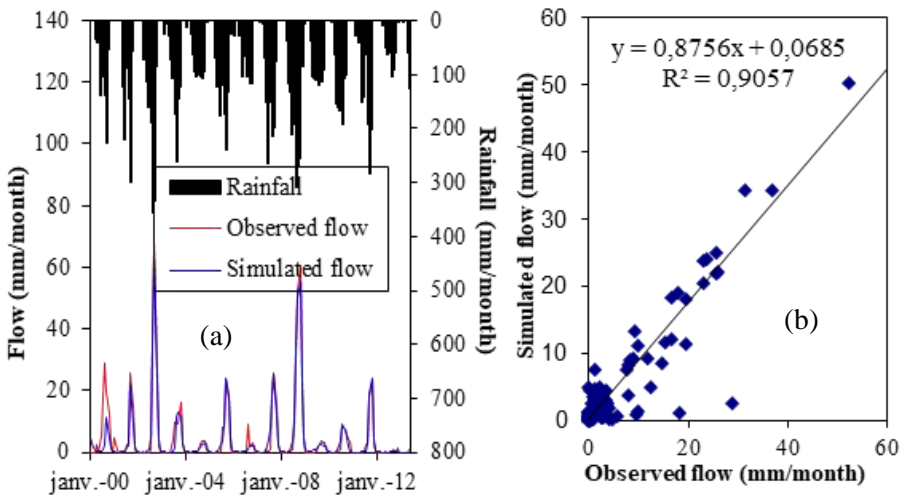 140
120
100
80
60
40
20
0
Flow (mm/month)
0
100
200
300
400
500
600
700
800
Rainfall (mm/month)
Rainfall
Observed flow
Simulated flow
(a)
janv.-00 janv.-04 janv.-08 janv.-12
60
50
40
30
20
10
0
Simulated flow (mm/month)
y = 0,8756x + 0,0685
R² = 0,9057
(b)
0 20 40 60
Observed flow (mm/month)